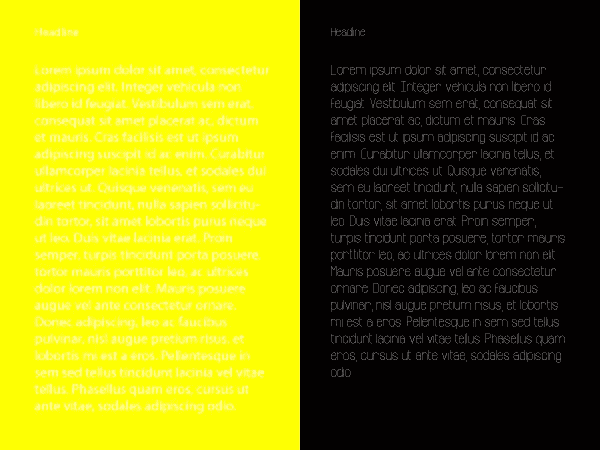 Headline
Lorem ipsum dolor sit amet, consectetur
adipiscing elit. Integer vehicula non
libero id feugiat. Vestibulum sem erat,
consequat sit amet placerat ac, dictum
et mauris. Cras facilisis est ut ipsum
adipiscing suscipit id ac enim. Curabitur
ullamcorper lacinia tellus, et sodales dui
ultrices ut. Quisque venenatis, sem eu
laoreet tincidunt, nulla sapien sollicitu-
din tortor, sit amet lobortis purus neque
ut leo. Duis vitae lacinia erat. Proin
semper, turpis tincidunt porta posuere,
tortor mauris porttitor leo, ac ultrices
dolor lorem non elit. Mauris posuere
augue vel ante consectetur ornare.
Donec adipiscing, leo ac faucibus
pulvinar, nisl augue pretium risus, et
lobortis mi est a eros. Pellentesque in
sem sed tellus tincidunt lacinia vel vitae
tellus. Phasellus quam eros, cursus ut
ante vitae, sodales adipiscing odio.
Headline
Lorem ipsum dolor sit amet, consectetur
adipiscing elit. Integer vehicula non libero id
feugiat. Vestibulum sem erat, consequat sit
amet placerat ac, dictum et mauris. Cras
facilisis est ut ipsum adipiscing suscipit id ac
enim. Curabitur ullamcorper lacinia tellus, et
sodales dui ultrices ut. Quisque venenatis,
sem eu laoreet tincidunt, nulla sapien sollicitu-
din tortor, sit amet lobortis purus neque ut
leo. Duis vitae lacinia erat. Proin semper,
turpis tincidunt porta posuere, tortor mauris
porttitor leo, ac ultrices dolor lorem non elit.
Mauris posuere augue vel ante consectetur
ornare. Donec adipiscing, leo ac faucibus
pulvinar, nisl augue pretium risus, et lobortis
mi est a eros. Pellentesque in sem sed tellus
tincidunt lacinia vel vitae tellus. Phasellus quam
eros, cursus ut ante vitae, sodales adipiscing
odio.